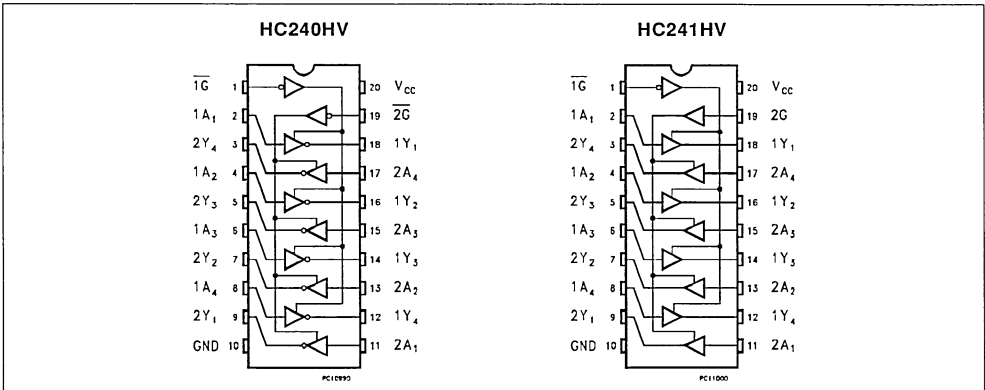 HC240HV HC241HV
1G 1 20 VCC 1G 1 20 VCC
1A1 2 19 2G 1A1 2 19 2G
2Y4 3 18 1Y1 2Y4 3 18 1Y1
1A2 4 17 2A4 1A2 4 17 2A4
2Y3 5 16 1Y2 2Y3 5 16 1Y2
1A3 6 15 2A3 1A3 6 15 2A3
2Y2 7 14 1Y3 2Y2 7 14 1Y3
1A4 8 13 2A2 1A4 8 13 2A2
2Y1 9 12 1Y4 2Y1 9 12 1Y4
GND 10 11 2A1 GND 10 11 2A1
PC10990 PC11000